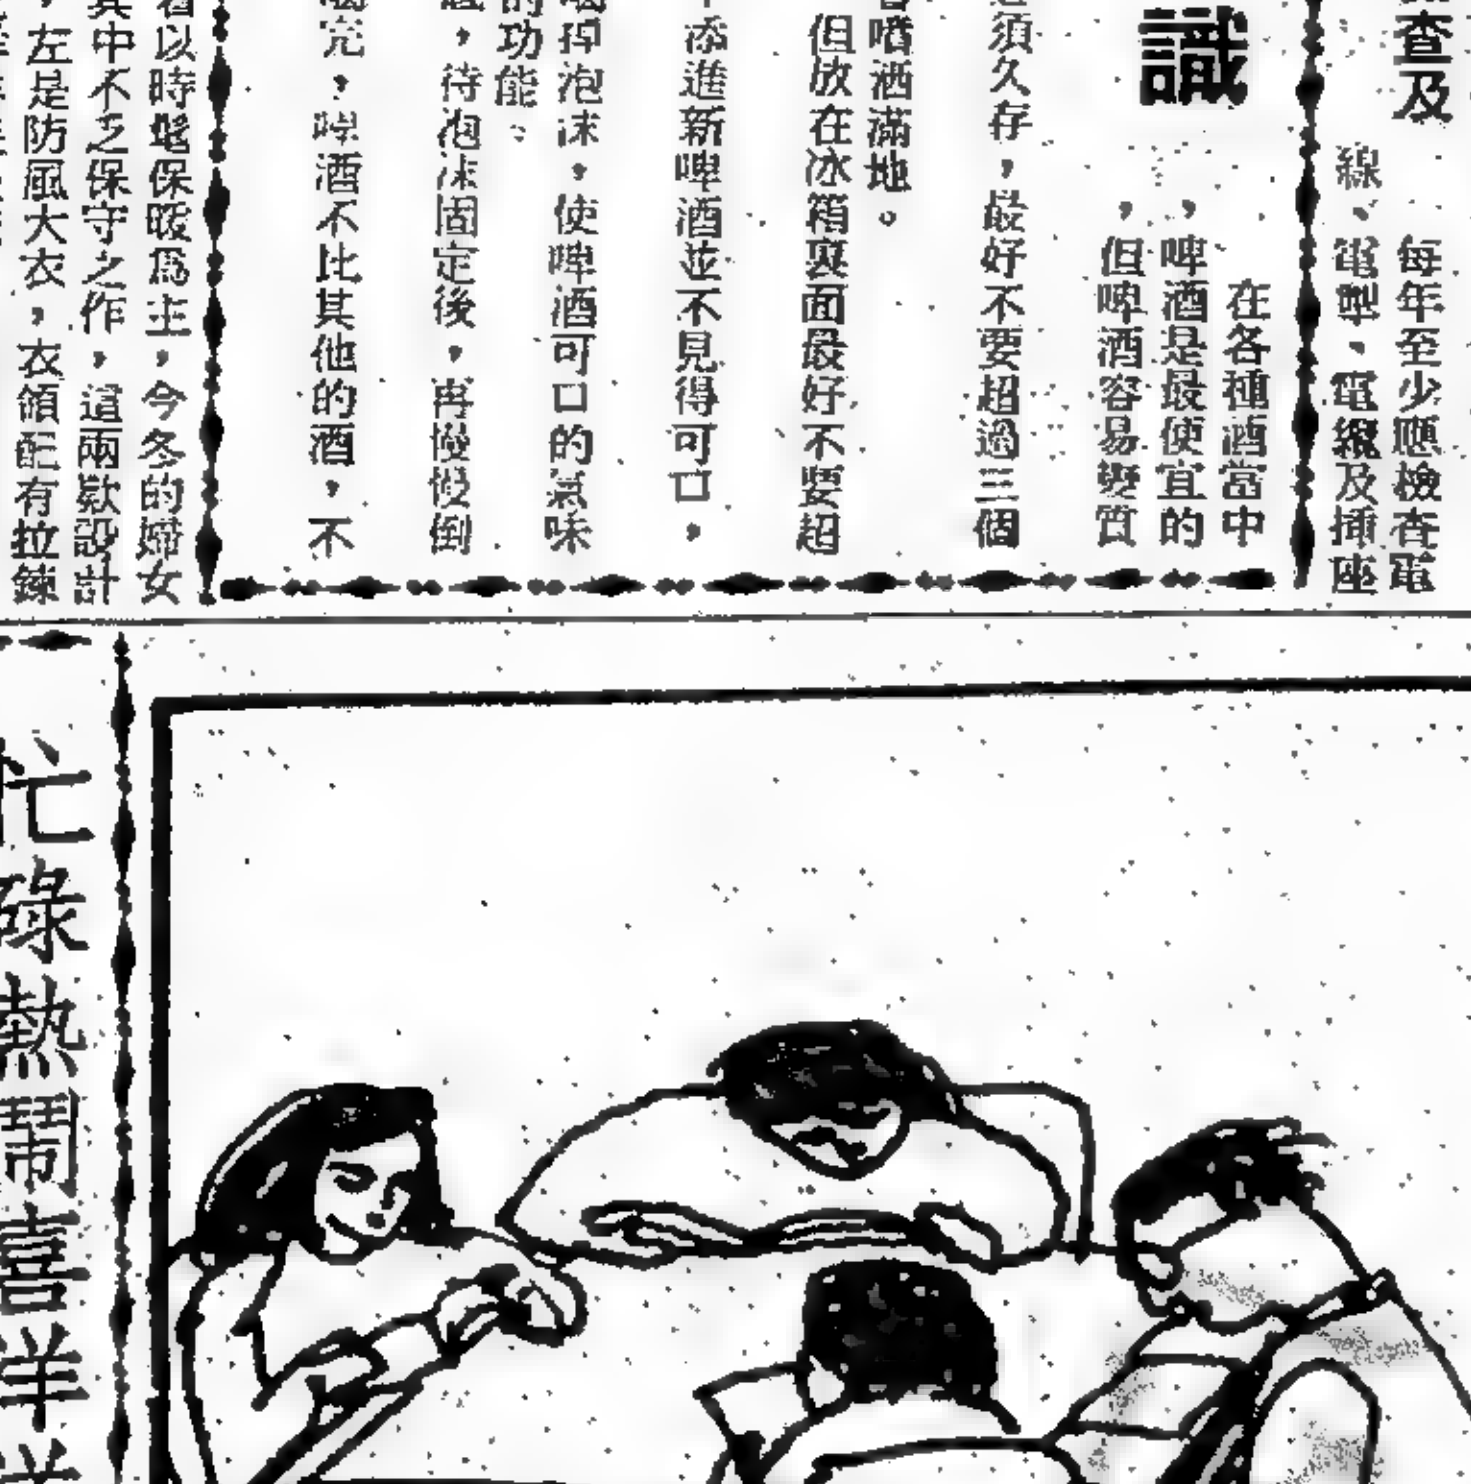 查及
每年至少應檢查電
線、電掣、電纜及插座
識
在各種酒當中
，啤酒是最便宜的
，但啤酒容易變質
須久存，最好不要超過三個
噴酒滿地。
但放在冰箱裏面最好不要超
添進新啤酒並不見得可口，
泡沫，使啤酒可口的氣味
的功能。
，待泡沫固定後，再慢慢倒
完，啤酒不比其他的酒，不
以時髦保暖爲主，今冬的婦女
其中不乏保守之作，這兩款設計
，左是防風大衣，衣領配有拉鍊
忙碌熱鬧喜洋洋